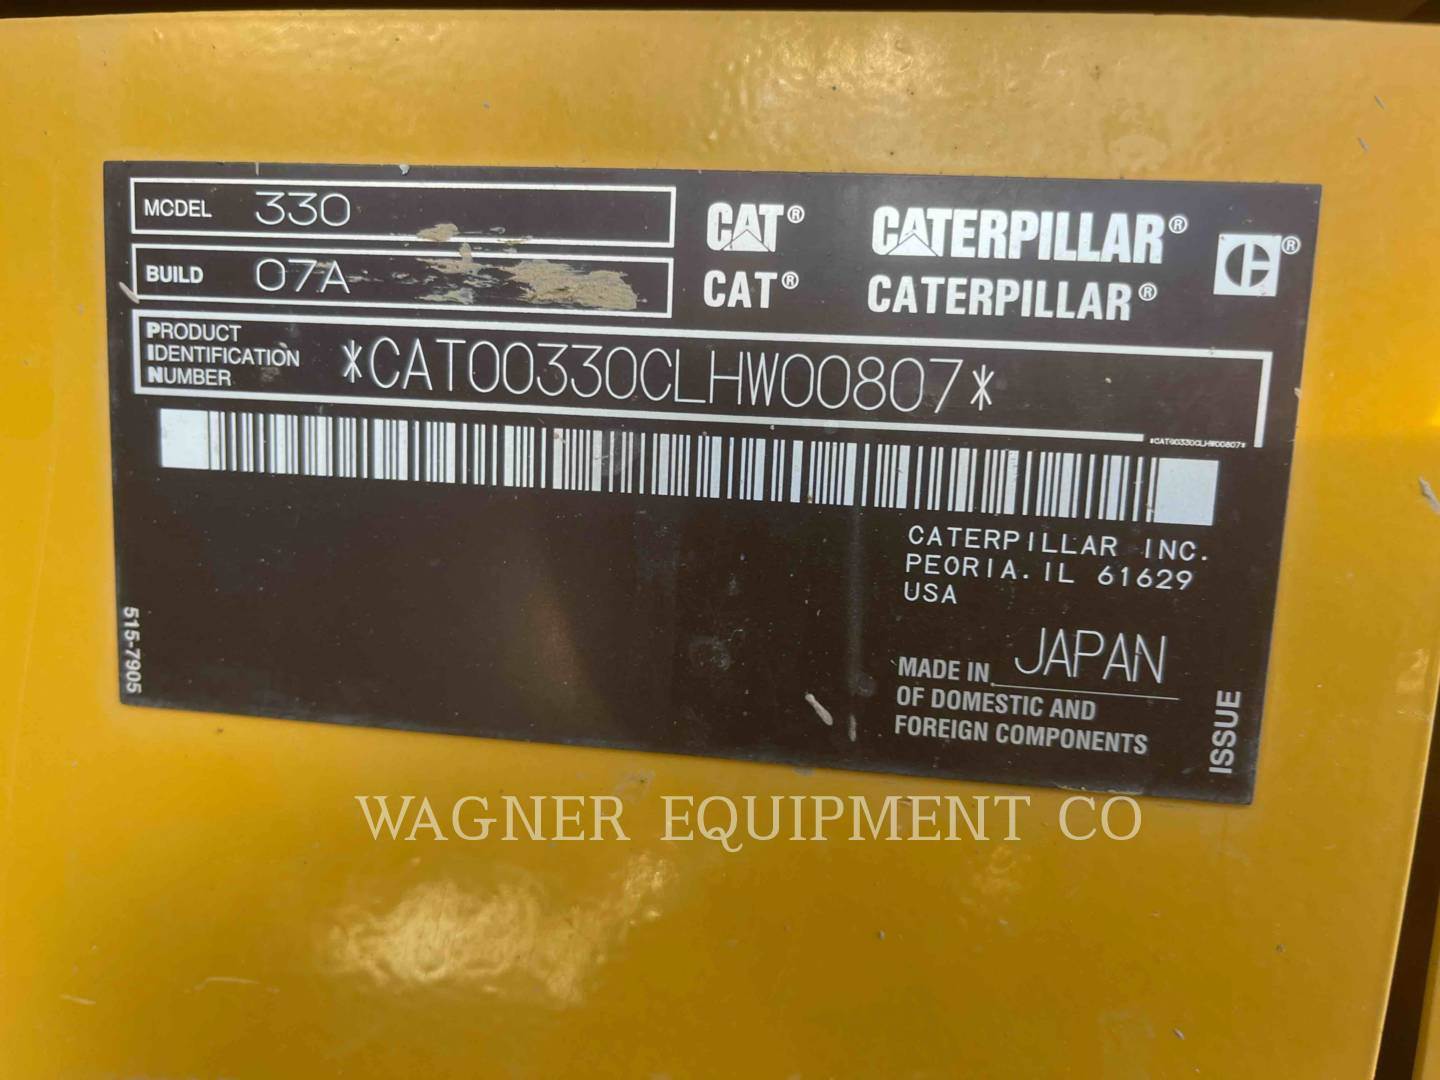 MODEL 330
BUILD 07A
PRODUCT
IDENTIFICATION
NUMBER
*CAT00330CLHW00807*
CAT® CATERPILLAR®
CAT® CATERPILLAR®
®
*CAT00330CLHW00807*
CATERPILLAR INC.
PEORIA. IL 61629
USA
MADE IN JAPAN
OF DOMESTIC AND
FOREIGN COMPONENTS
515-7905
ISSUE
WAGNER EQUIPMENT CO